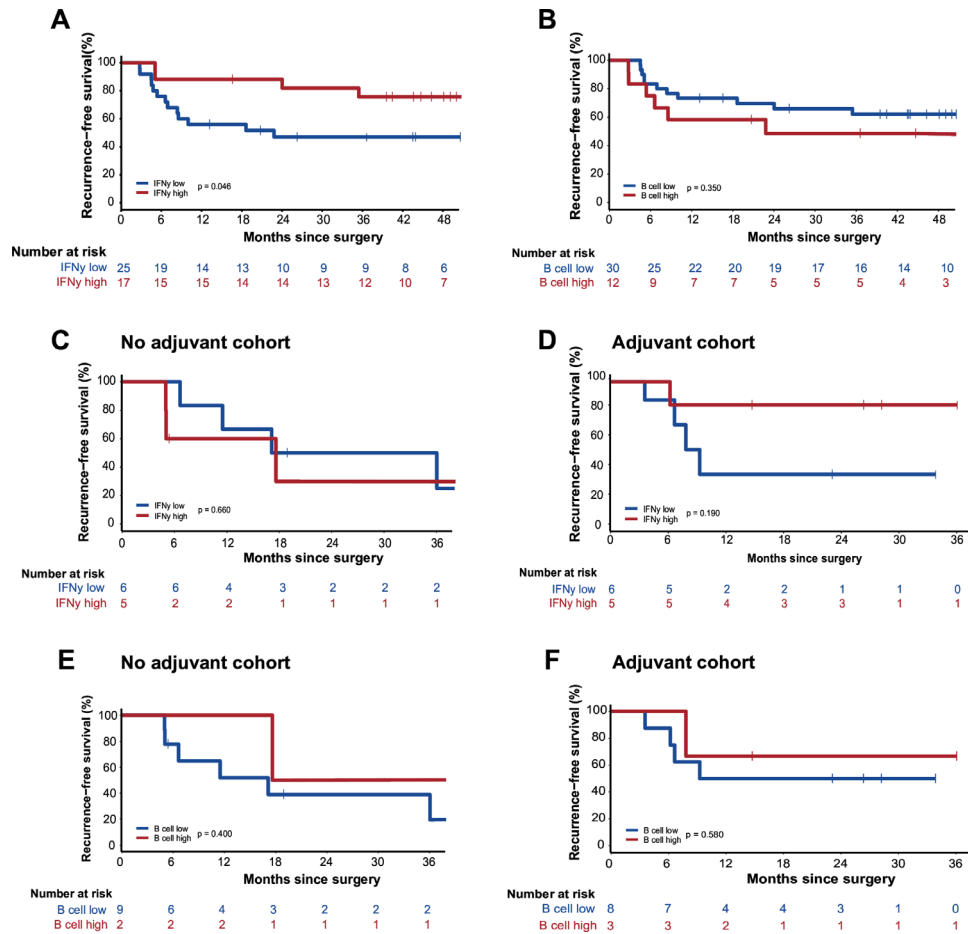 A
Recurrence-free survival(%)
100
80
60
40
20
0
IFNy low
IFNy high
p = 0.046
0 6 12 18 24 30 36 42 48
Months since surgery
Number at risk
IFNy low 25 19 14 13 10 9 9 8 6
IFNy high 17 15 15 14 14 13 12 10 7
B
Recurrence-free survival (%)
100
80
60
40
20
0
B cell low
B cell high
p = 0.350
0 6 12 18 24 30 36 42 48
Months since surgery
Number at risk
B cell low 30 25 22 20 19 17 16 14 10
B cell high 12 9 7 7 5 5 5 4 3
C No adjuvant cohort
Recurrence-free survival (%)
100
80
60
40
20
0
IFNy low
IFNy high
p = 0.660
0 6 12 18 24 30 36
Months since surgery
Number at risk
IFNy low 6 6 4 3 2 2 2
IFNy high 5 2 2 1 1 1 1
D Adjuvant cohort
Recurrence-free survival (%)
100
80
60
40
20
0
IFNy low
IFNy high
p = 0.190
0 6 12 18 24 30 36
Months since surgery
Number at risk
IFNy low 6 5 2 2 1 1 0
IFNy high 5 5 4 3 3 1 1
E No adjuvant cohort
Recurrence-free survival (%)
100
80
60
40
20
0
B cell low
B cell high
p = 0.400
0 6 12 18 24 30 36
Months since surgery
Number at risk
B cell low 9 6 4 3 2 2 2
B cell high 2 2 2 1 1 1 1
F Adjuvant cohort
Recurrence-free survival (%)
100
80
60
40
20
0
B cell low
B cell high
p = 0.580
0 6 12 18 24 30 36
Months since surgery
Number at risk
B cell low 8 7 4 4 3 1 0
B cell high 3 3 2 1 1 1 1